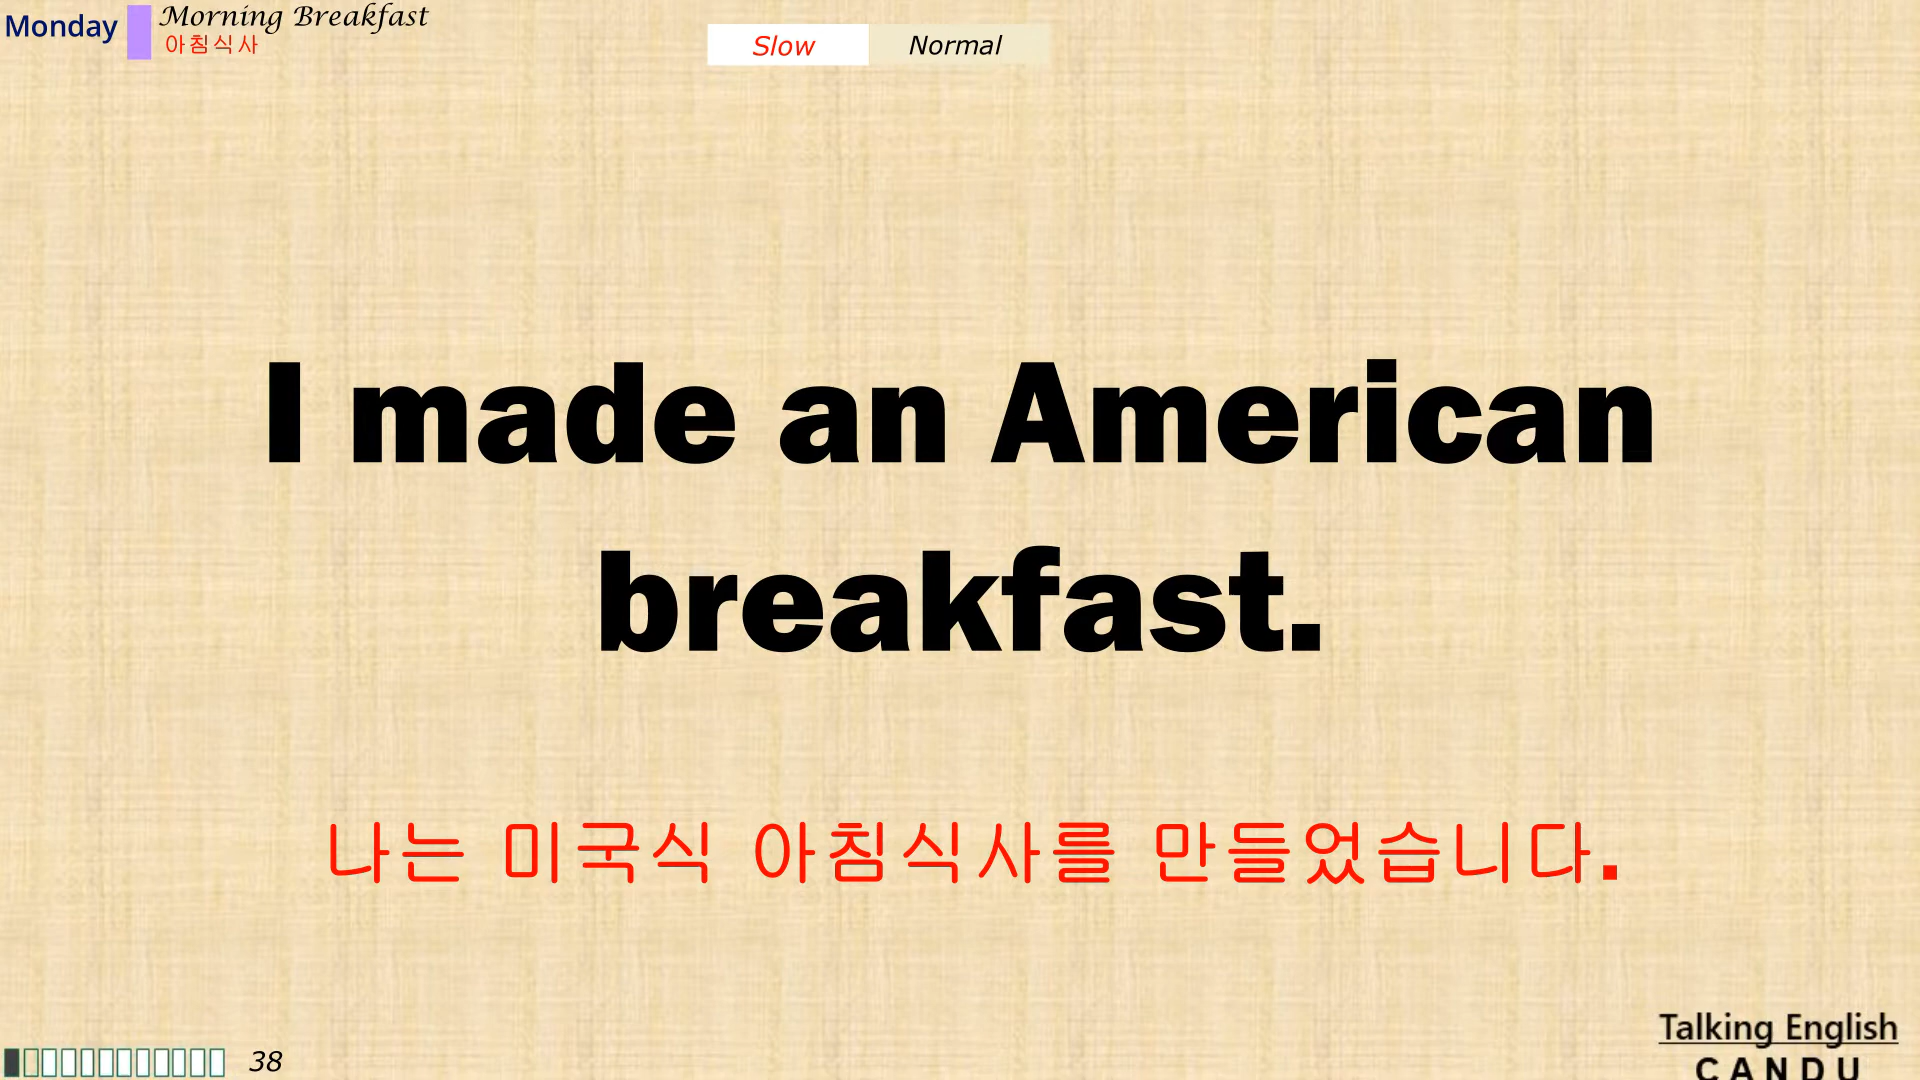 Monday
Morning Breakfast
아침식사
Slow
Normal
I made an American
breakfast.
나는 미국식 아침식사를 만들었습니다.
38
Talking English
CANDU